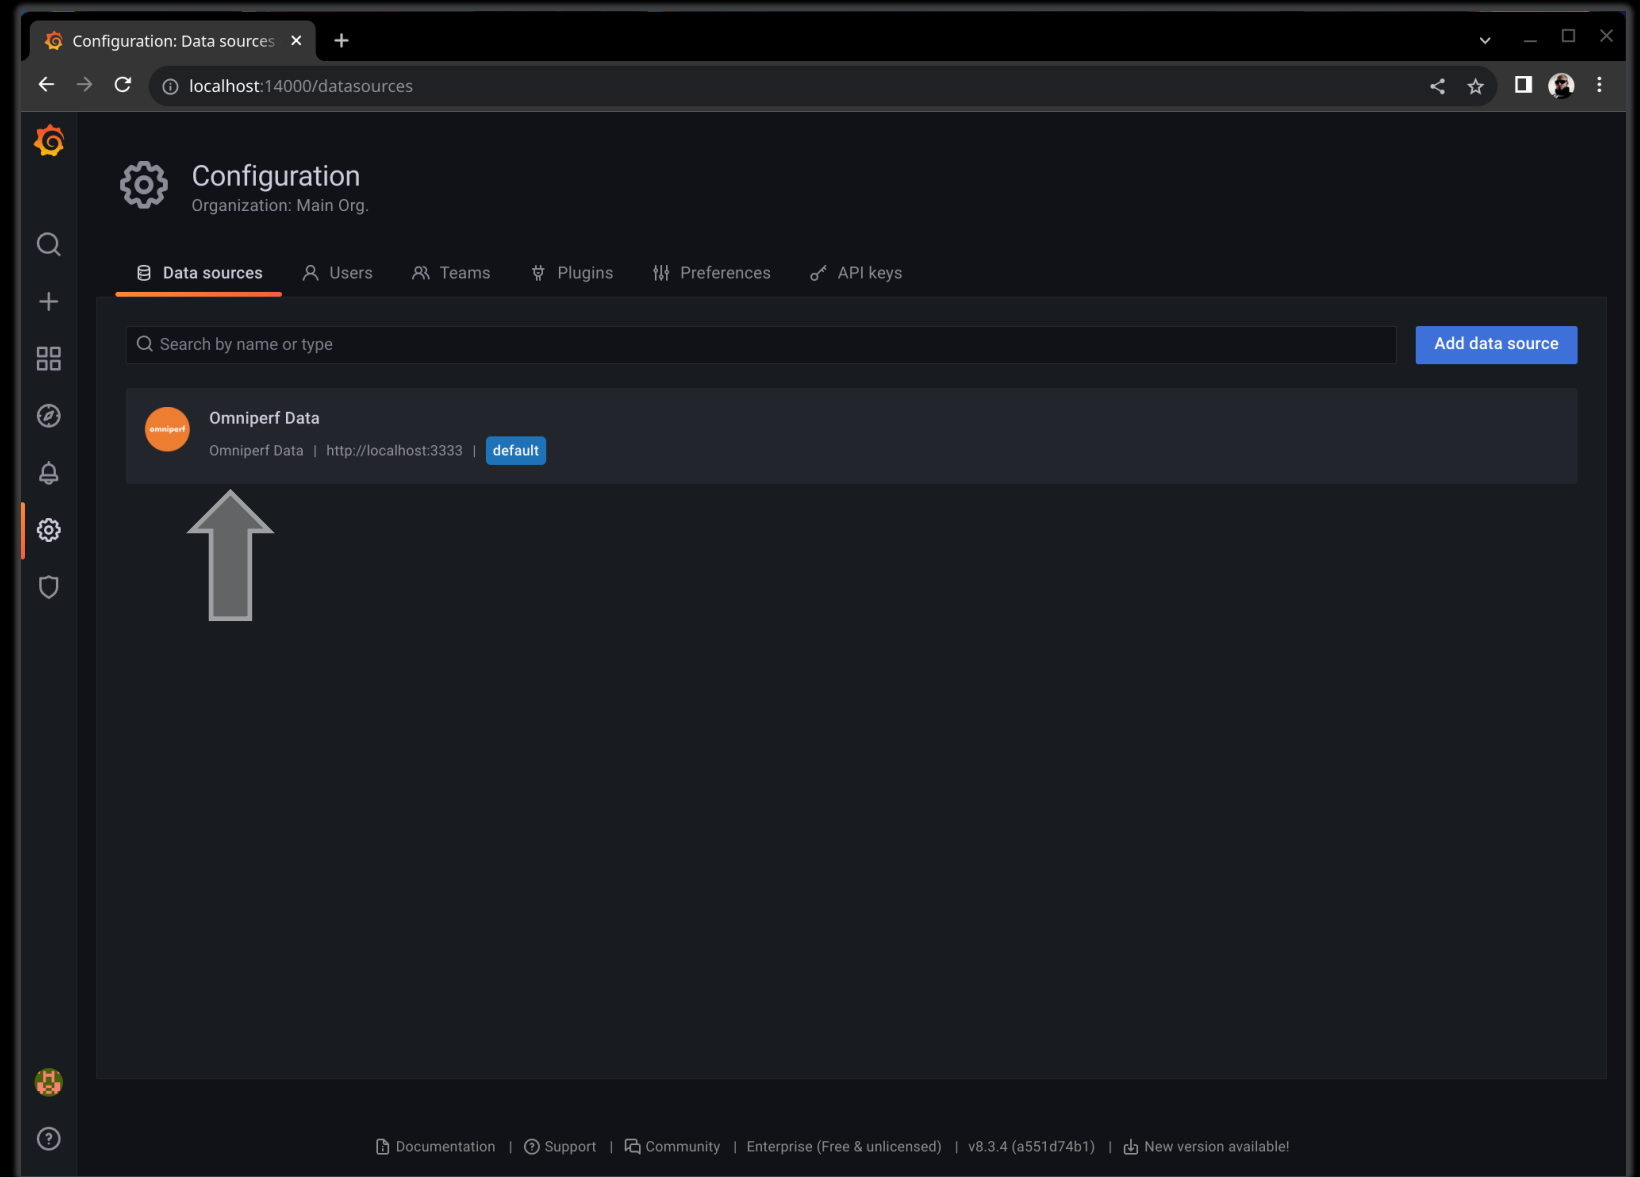 Configuration: Data sources
localhost:14000/datasources
Configuration
Organization: Main Org.
Data sources Users Teams Plugins Preferences API keys
Search by name or type Add data source
Omniperf Data
omniperf
Omniperf Data | http://localhost:3333 | default
Documentation | Support | Community | Enterprise (Free & unlicensed) | v8.3.4 (a551d74b1) | New version available!